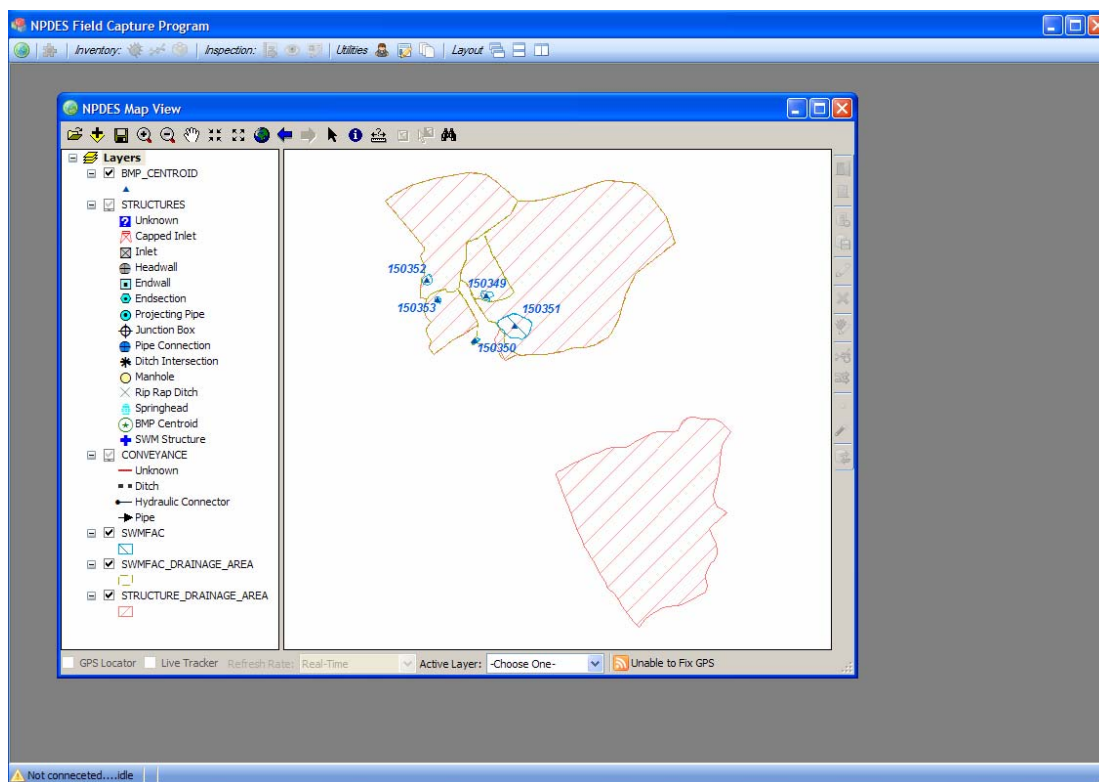 NPDES Field Capture Program
Inventory: Inspection: Utilities Layout
NPDES Map View
Layers
BMP_CENTROID
STRUCTURES
Unknown
Capped Inlet
Inlet
Headwall
Endwall
Endsection
Projecting Pipe
Junction Box
Pipe Connection
Ditch Intersection
Manhole
Rip Rap Ditch
Springhead
BMP Centroid
SWM Structure
CONVEYANCE
Unknown
Ditch
Hydraulic Connector
Pipe
SWMFAC
SWMFAC_DRAINAGE_AREA
STRUCTURE_DRAINAGE_AREA
150352
150349
150353
150351
150350
GPS Locator Live Tracker Refresh Rate: Real-Time Active Layer: -Choose One- Unable to Fix GPS
Not conneceted....idle